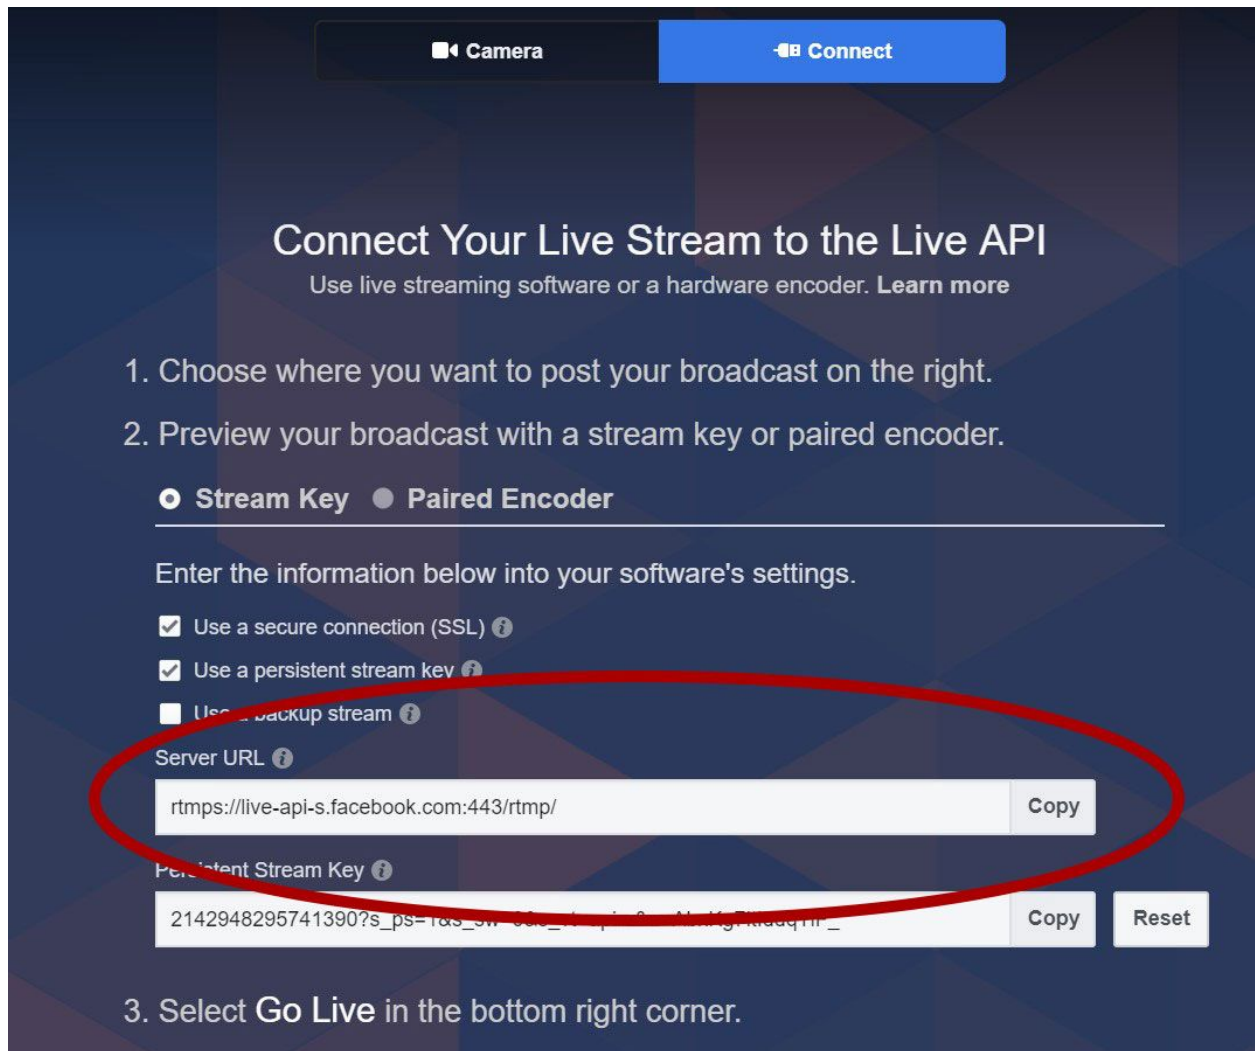 Camera
Connect
Connect Your Live Stream to the Live API
Use live streaming software or a hardware encoder. Learn more
1. Choose where you want to post your broadcast on the right.
2. Preview your broadcast with a stream key or paired encoder.
Stream Key Paired Encoder
Enter the information below into your software's settings.
Use a secure connection (SSL)
Use a persistent stream key
Use a backup stream
Server URL
rtmps://live-api-s.facebook.com:443/rtmp/ Copy
Persistent Stream Key
Copy Reset
3. Select Go Live in the bottom right corner.